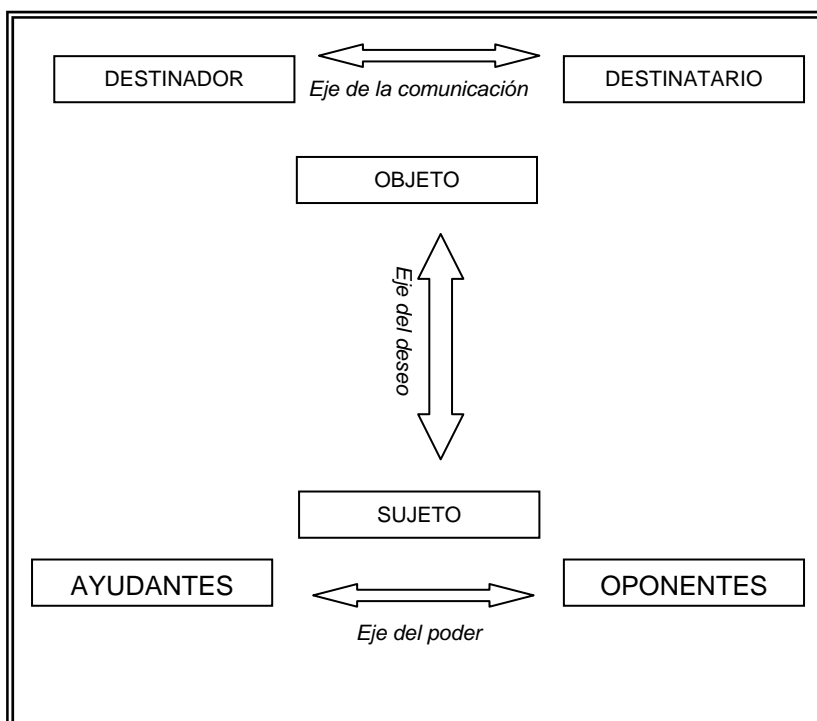 DESTINADOR
DESTINATARIO
Eje de la comunicación
OBJETO
Eje del deseo
SUJETO
AYUDANTES
OPONENTES
Eje del poder